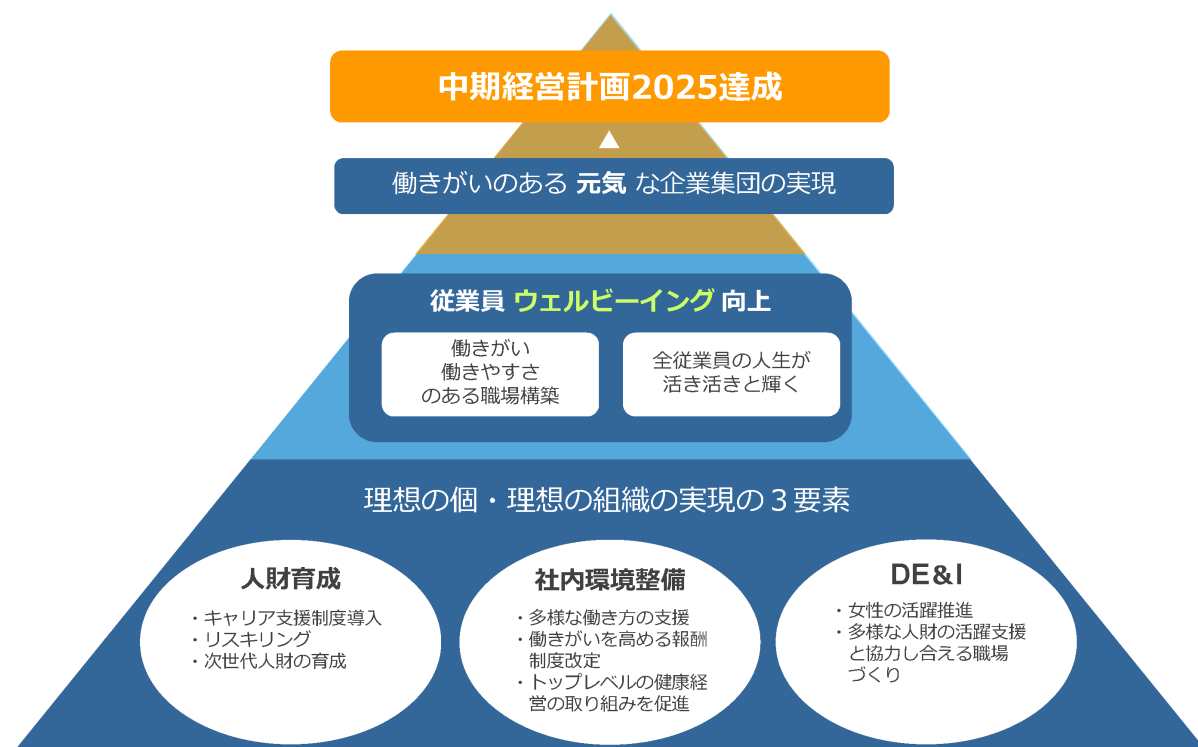 中期経営計画2025達成
▲
働きがいのある 元気 な企業集団の実現
従業員 ウェルビーイング 向上
働きがい
働きやすさ
のある職場構築
全従業員の人生が
活き活きと輝く
理想の個・理想の組織の実現の３要素
人財育成
・キャリア支援制度導入
・リスキリング
・次世代人財の育成
社内環境整備
・多様な働き方の支援
・働きがいを高める報酬
制度改定
・トップレベルの健康経
営の取り組みを促進
DE&I
・女性の活躍推進
・多様な人財の活躍支援
と協力し合える職場
づくり